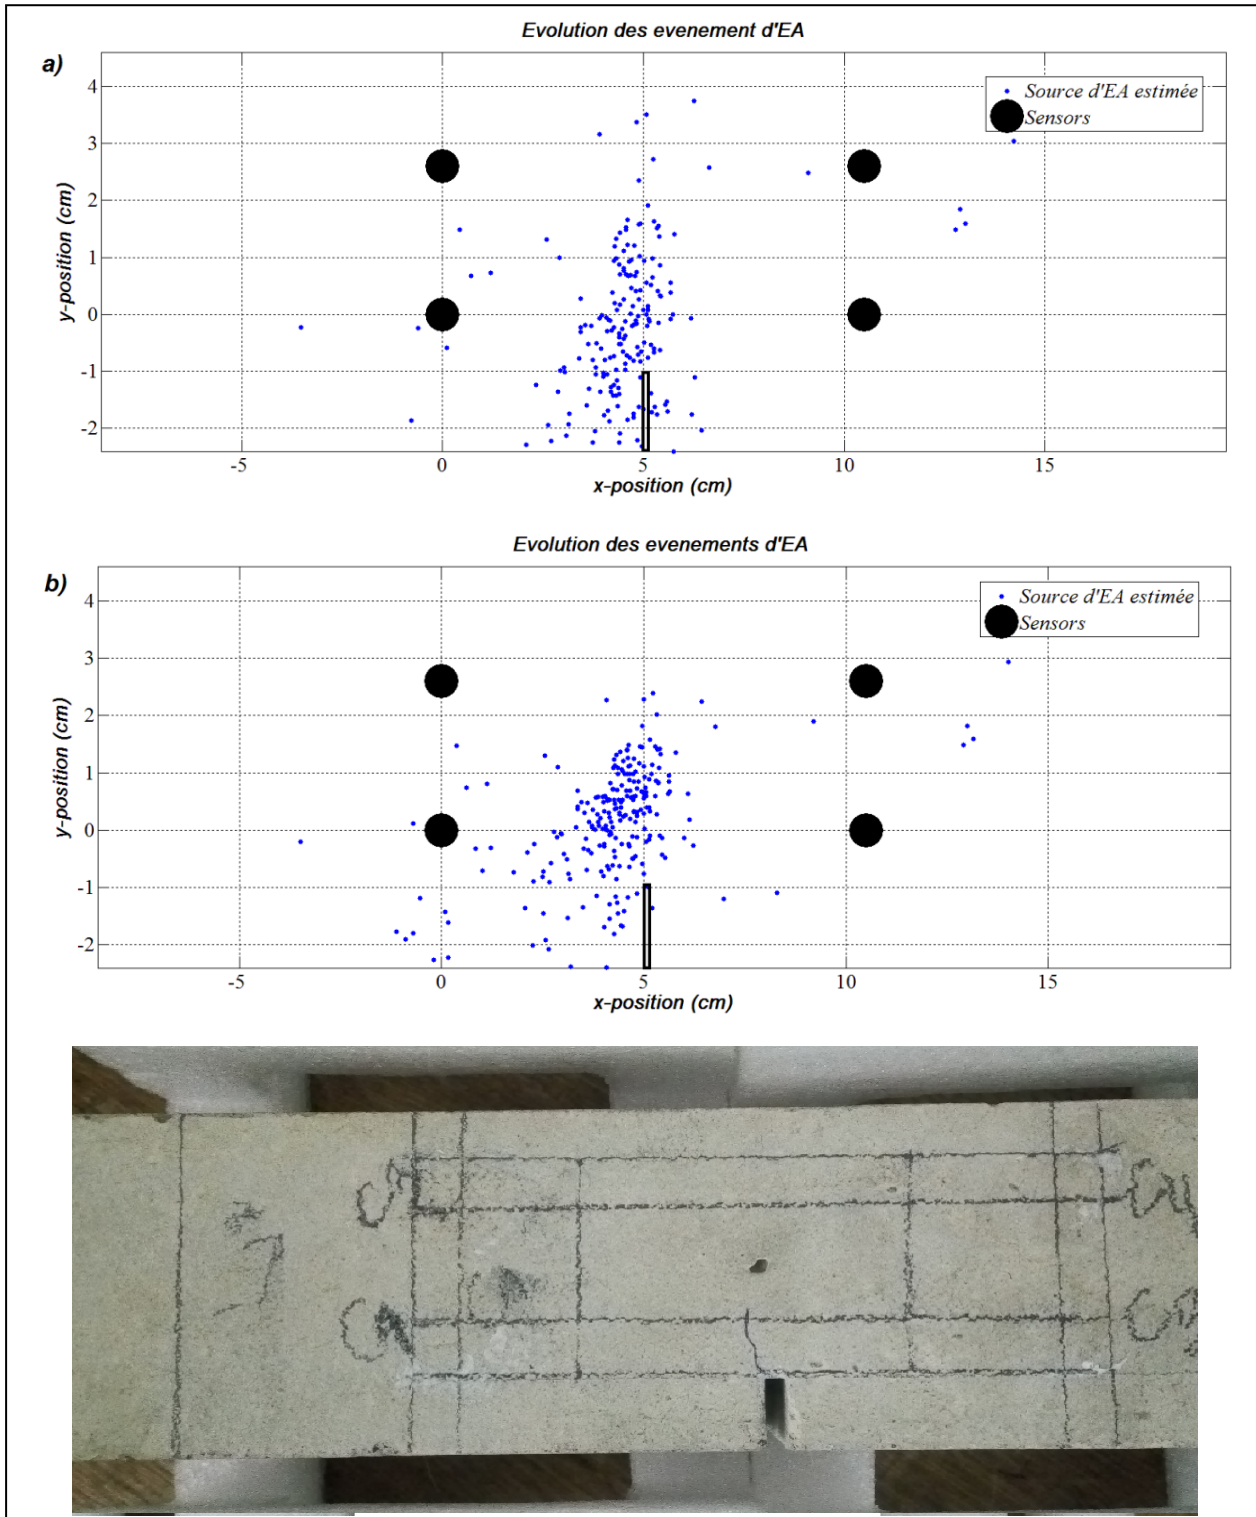 Evolution des evenement d'EA
a)
Source d'EA estimée
Sensors
4
3
2
1
0
-1
-2
y-position (cm)
-5
0
5
10
15
x-position (cm)
Evolution des evenements d'EA
b)
Source d'EA estimée
Sensors
4
3
2
1
0
-1
-2
y-position (cm)
-5
0
5
10
15
x-position (cm)